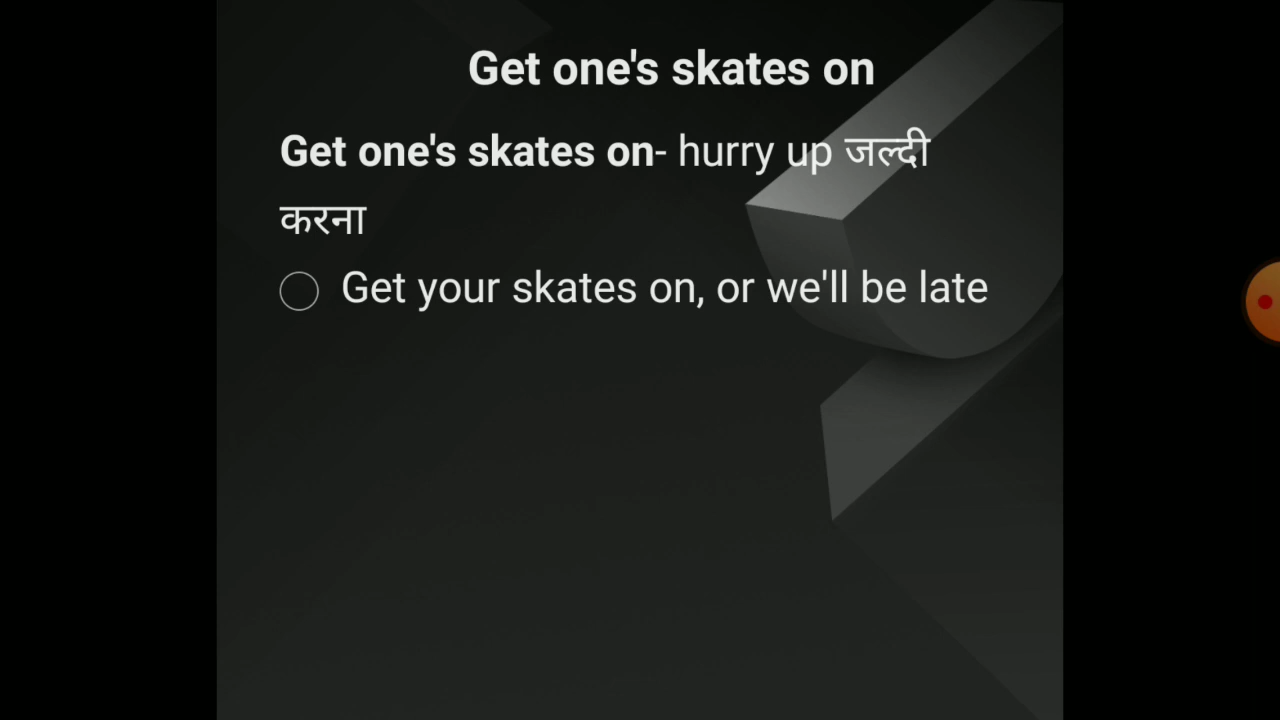 Get one's skates on
Get one's skates on- hurry up जल्दी
करना
Get your skates on, or we'll be late